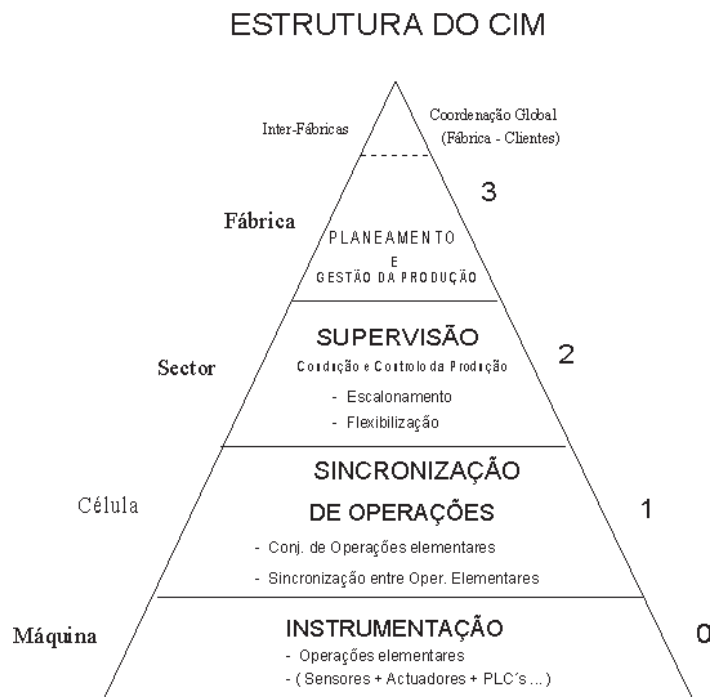 ESTRUTURA DO CIM
Inter-Fábricas
Coordenação Global
(Fábrica - Clientes)
3
Fábrica
PLANEAMENTO
E
GESTÃO DA PRODUÇÃO
SUPERVISÃO
2
Sector
Condição e Controlo da Produção
- Escalonamento
- Flexibilização
SINCRONIZAÇÃO
Célula
DE OPERAÇÕES
1
- Conj. de Operações elementares
- Sincronização entre Oper. Elementares
Máquina
INSTRUMENTAÇÃO
0
- Operações elementares
- ( Sensores + Actuadores + PLC´s ... )